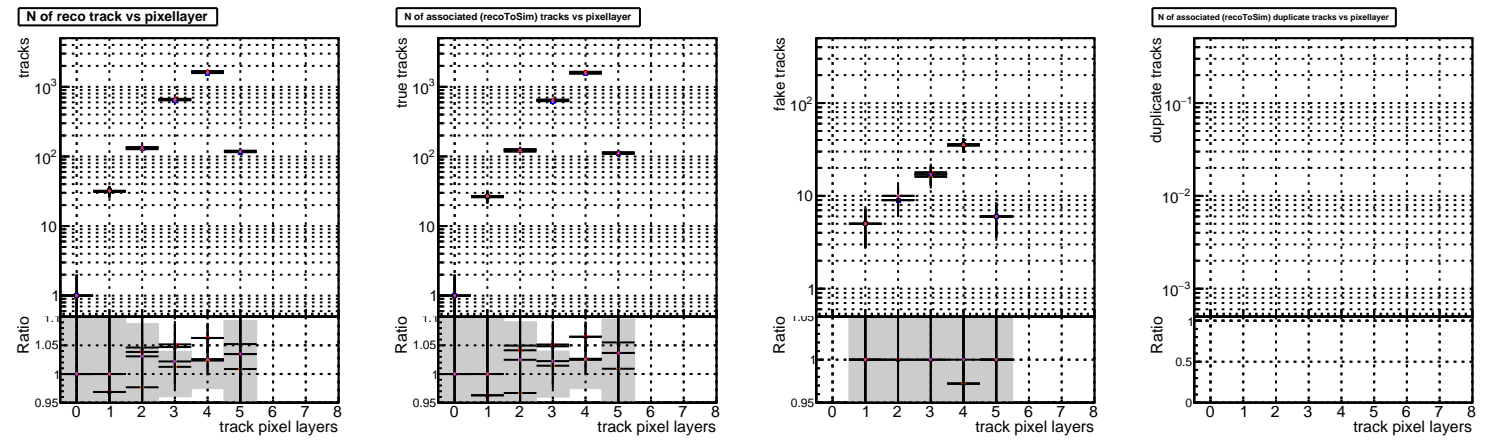 N of reco track vs pixellayer
tracks
10³
10²
10
1
Ratio
1.1
1.05
1
0.95
0 1 2 3 4 5 6 7 8
track pixel layers
N of associated (recoToSim) tracks vs pixellayer
true tracks
10³
10²
10
1
Ratio
1.1
1.05
1
0.95
0 1 2 3 4 5 6 7 8
track pixel layers
fake tracks
10²
10
1
Ratio
1.05
1
0.95
0 1 2 3 4 5 6 7 8
track pixel layers
N of associated (recoToSim) duplicate tracks vs pixellayer
duplicate tracks
10⁻¹
10⁻²
10⁻³
Ratio
1
0.5
0
0 1 2 3 4 5 6 7 8
track pixel layers